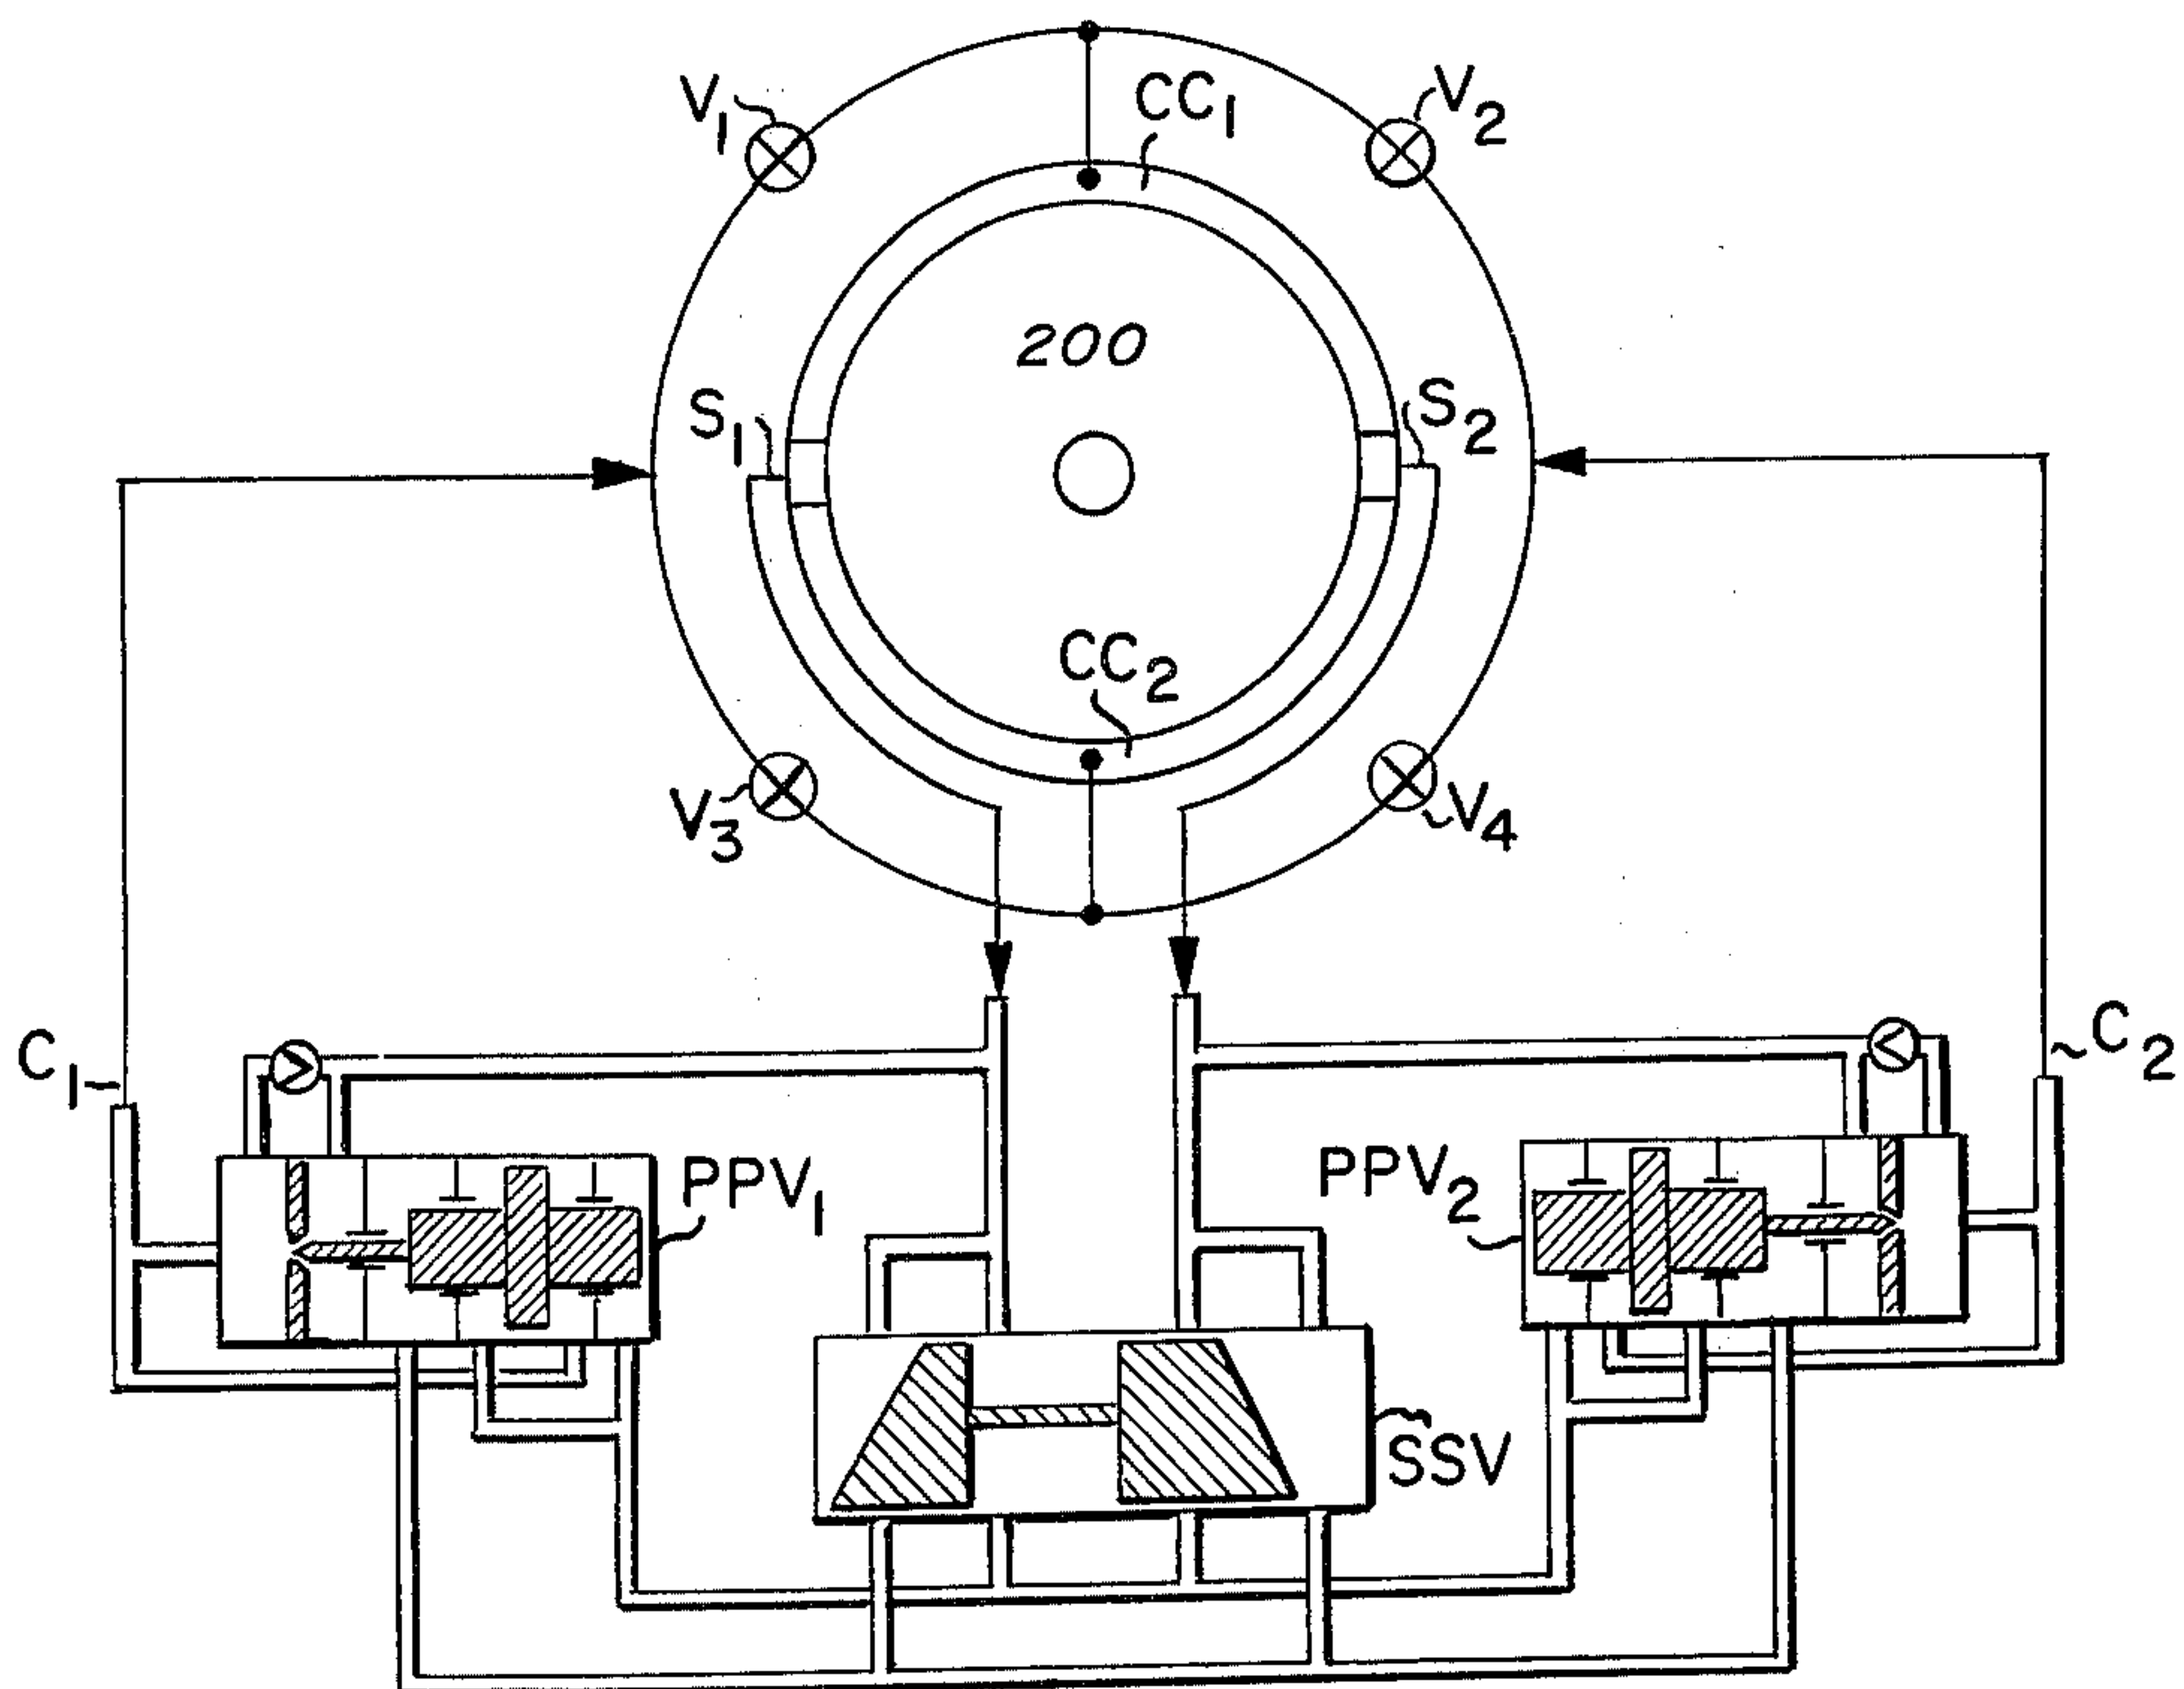 V₁
CC₁
V₂
200
S₁
S₂
CC₂
V₃
V₄
C₁
C₂
PPV₁
PPV₂
SSV